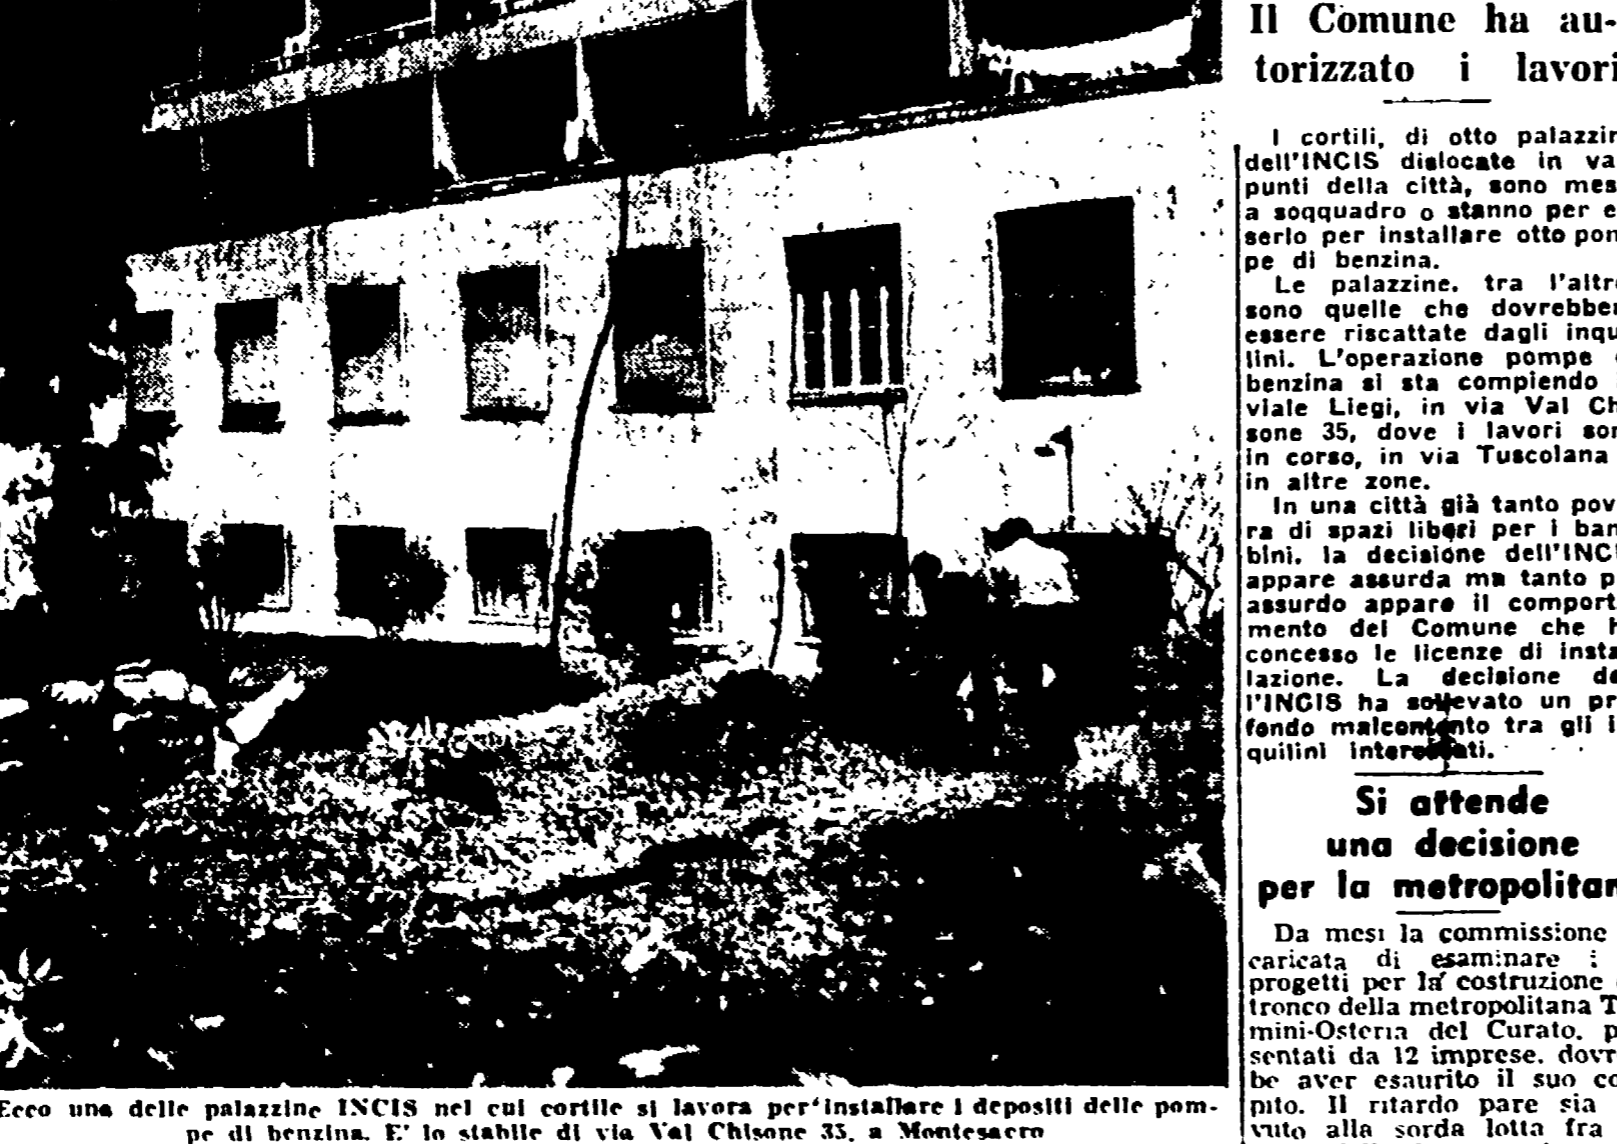 Il Comune ha au-
torizzato i lavori
I cortili, di otto palazzin
dell'INCIS dislocate in va
punti della città, sono mes
a soqquadro o stanno per e
serlo per installare otto pom
pe di benzina.
Le palazzine. tra l'altro
sono quelle che dovrebber
essere riscattate dagli inqu
lini. L'operazione pompe
benzina si sta compiendo
viale Liegi, in via Val Ch
sone 35, dove i lavori son
in corso, in via Tuscolana
in altre zone.
In una città già tanto pov
ra di spazi liberi per i bam
bini. la decisione dell'INCI
appare assurda ma tanto p
assurdo appare il comport
mento del Comune che h
concesso le licenze di insta
lazione. La decisione de
l'INCIS ha sollevato un pr
fondo malcontento tra gli i
quilini interessati.
Si attende
una decisione
per la metropolitan
Da mesi la commissione
caricata di esaminare i
progetti per la costruzione
tronco della metropolitana T
mini-Osteria del Curato. p
sentati da 12 imprese. dovr
be aver esaurito il suo co
pito. Il ritardo pare sia
vuto alla sorda lotta fra
Ecco una delle palazzine INCIS nel cui cortile si lavora per installare i depositi delle pom-
pe di benzina. E' lo stabile di via Val Chisone 35, a Montesacro